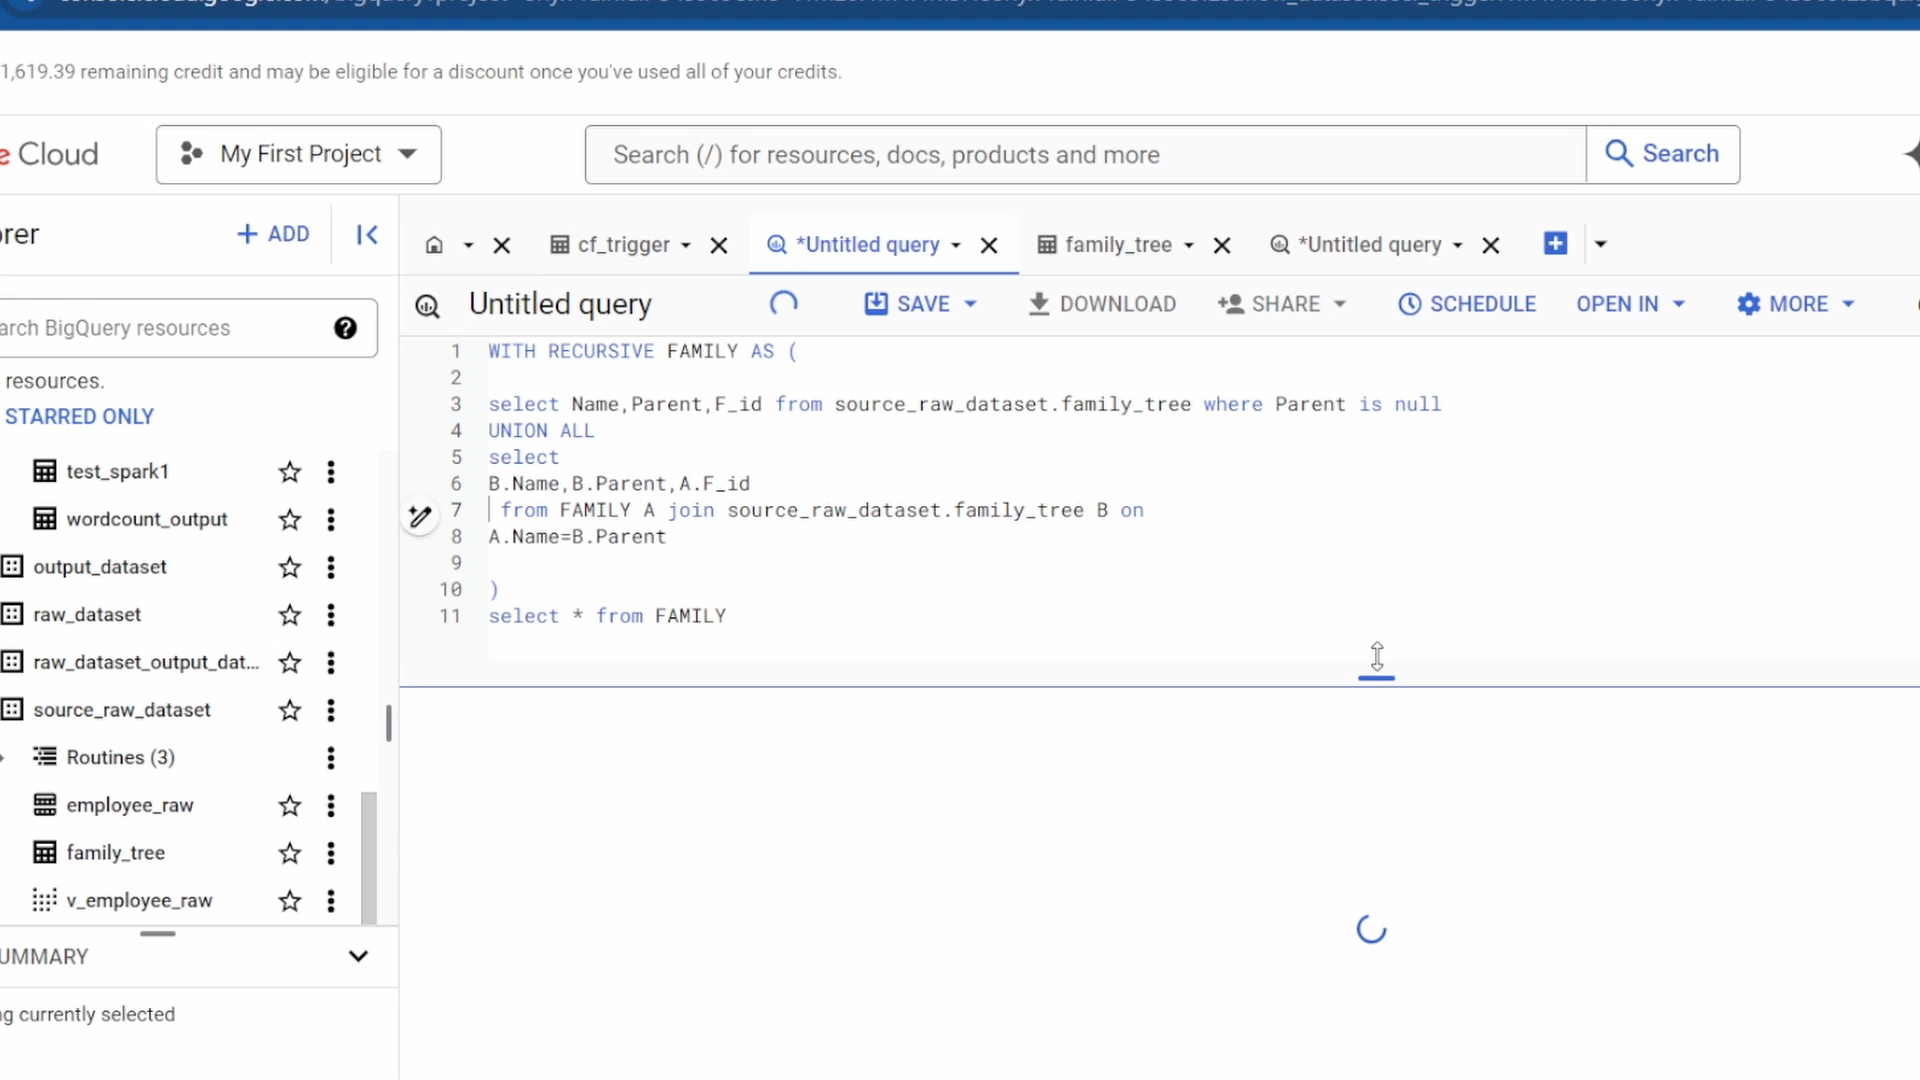 1,619.39 remaining credit and may be eligible for a discount once you've used all of your credits.
e Cloud
My First Project
Search (/) for resources, docs, products and more
Search
orer
+ ADD
cf_trigger
*Untitled query
family_tree
*Untitled query
Untitled query
SAVE
DOWNLOAD
SHARE
SCHEDULE
OPEN IN
MORE
arch BigQuery resources
resources.
STARRED ONLY
test_spark1
wordcount_output
output_dataset
raw_dataset
raw_dataset_output_dat...
source_raw_dataset
Routines (3)
employee_raw
family_tree
v_employee_raw
UMMARY
ng currently selected
1 WITH RECURSIVE FAMILY AS (
2
3 select Name,Parent,F_id from source_raw_dataset.family_tree where Parent is null
4 UNION ALL
5 select
6 B.Name,B.Parent,A.F_id
7 from FAMILY A join source_raw_dataset.family_tree B on
8 A.Name=B.Parent
9
10 )
11 select * from FAMILY